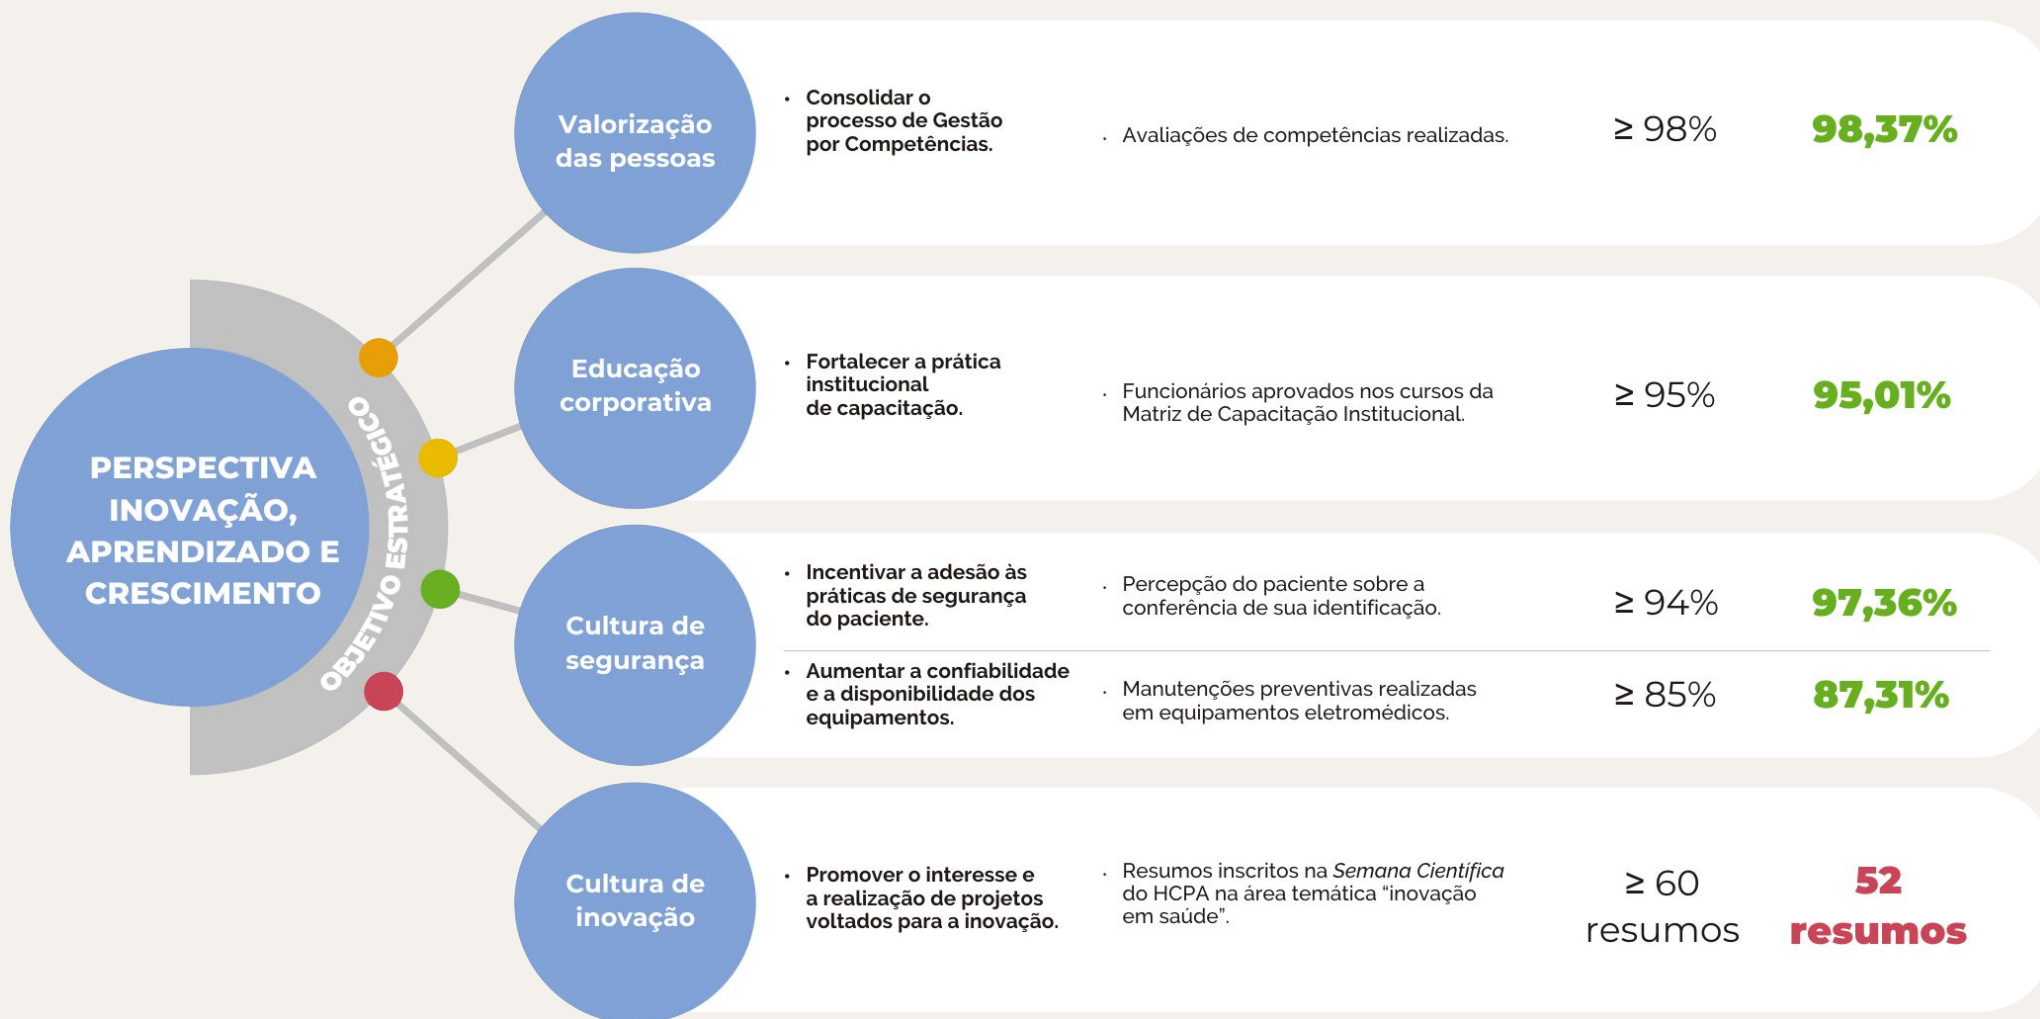 PERSPECTIVA
INOVAÇÃO,
APRENDIZADO E
CRESCIMENTO
OBJETIVO ESTRATÉGICO
Valorização
das pessoas
• Consolidar o
processo de Gestão
por Competências.
• Avaliações de competências realizadas.
≥ 98%
98,37%
Educação
corporativa
• Fortalecer a prática
institucional
de capacitação.
• Funcionários aprovados nos cursos da
Matriz de Capacitação Institucional.
≥ 95%
95,01%
Cultura de
segurança
• Incentivar a adesão às
práticas de segurança
do paciente.
• Percepção do paciente sobre a
conferência de sua identificação.
≥ 94%
97,36%
• Aumentar a confiabilidade
e a disponibilidade dos
equipamentos.
• Manutenções preventivas realizadas
em equipamentos eletromédicos.
≥ 85%
87,31%
Cultura de
inovação
• Promover o interesse e
a realização de projetos
voltados para a inovação.
• Resumos inscritos na Semana Científica
do HCPA na área temática “inovação
em saúde”.
≥ 60
resumos
52
resumos